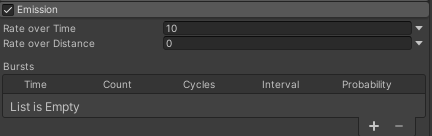 Emission
Rate over Time 10
Rate over Distance 0
Bursts
Time Count Cycles Interval Probability
List is Empty
+ −